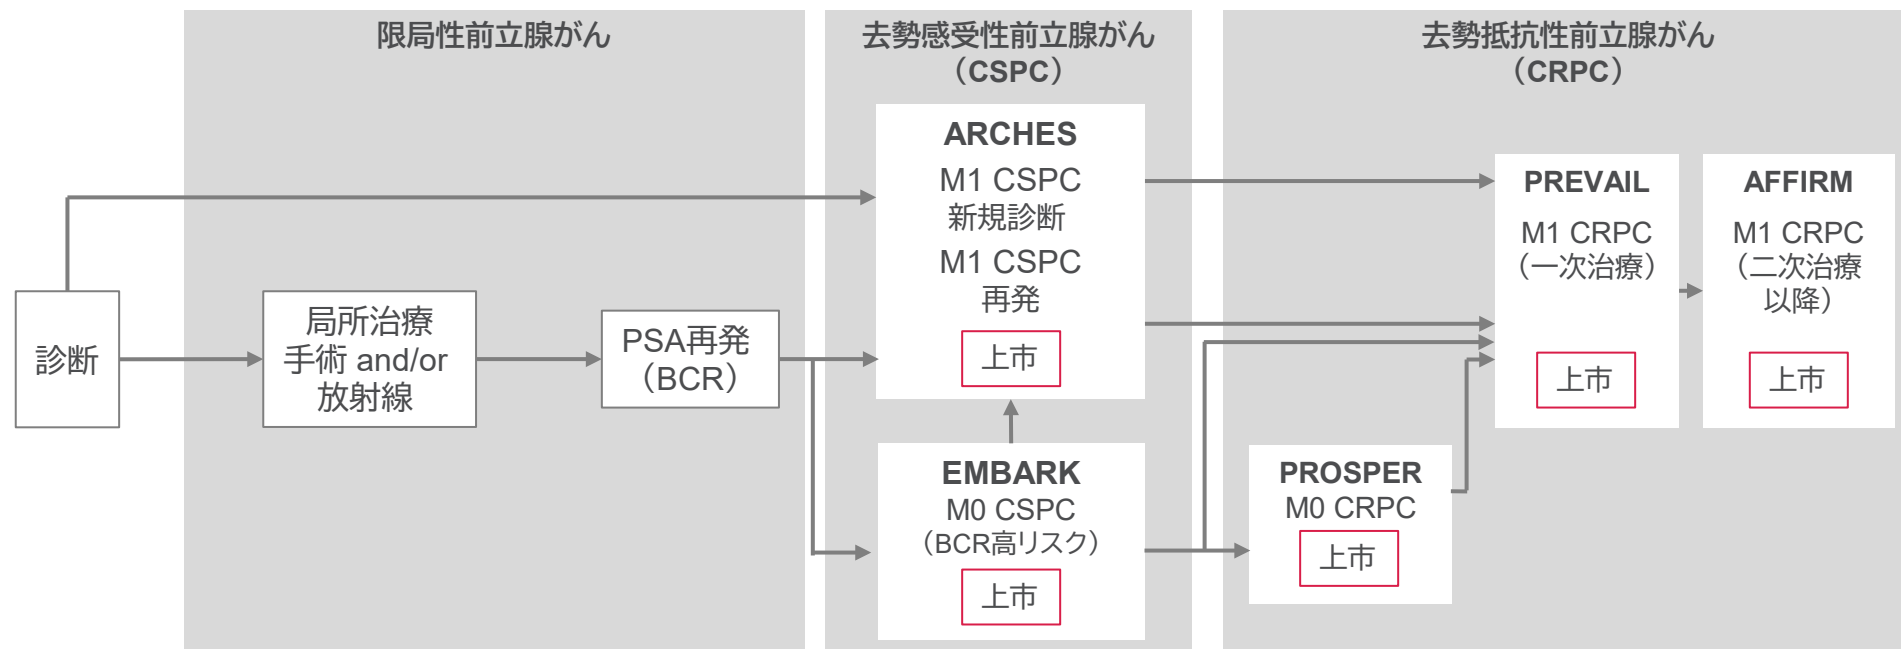 限局性前立腺がん
去勢感受性前立腺がん
（CSPC）
去勢抵抗性前立腺がん
（CRPC）
診断
局所治療
手術 and/or
放射線
PSA再発
（BCR）
ARCHES
M1 CSPC
新規診断
M1 CSPC
再発
上市
EMBARK
M0 CSPC
（BCR高リスク）
上市
PROSPER
M0 CRPC
上市
PREVAIL
M1 CRPC
（一次治療）
上市
AFFIRM
M1 CRPC
（二次治療
以降）
上市